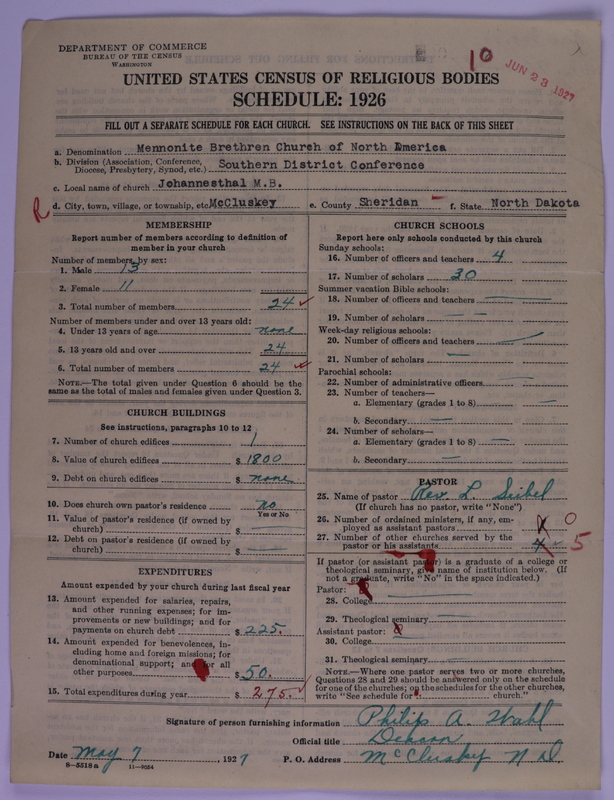 DEPARTMENT OF COMMERCE
BUREAU OF THE CENSUS
WASHINGTON
10
JUN 23 1927
UNITED STATES CENSUS OF RELIGIOUS BODIES
SCHEDULE: 1926
FILL OUT A SEPARATE SCHEDULE FOR EACH CHURCH. SEE INSTRUCTIONS ON THE BACK OF THIS SHEET
a. Denomination Mennonite Brethren Church of North America
b. Division (Association, Conference, Diocese, Presbytery, Synod, etc.) Southern District Conference
c. Local name of church Johannesthal M.B.
R d. City, town, village, or township, etc. McCluskey e. County Sheridan f. State North Dakota
MEMBERSHIP
Report number of members according to definition of member in your church
Number of members, by sex:
1. Male 13
2. Female 11
3. Total number of members 24 ✓
Number of members under and over 13 years old:
4. Under 13 years of age none
5. 13 years old and over 24
6. Total number of members 24 ✓
NOTE.—The total given under Question 6 should be the same as the total of males and females given under Question 3.
CHURCH BUILDINGS
See instructions, paragraphs 10 to 12
7. Number of church edifices 1
8. Value of church edifices $ 1800
9. Debt on church edifices $ none
10. Does church own pastor's residence no
Yes or No
11. Value of pastor's residence (if owned by church) $
12. Debt on pastor's residence (if owned by church) $ —
EXPENDITURES
Amount expended by your church during last fiscal year
13. Amount expended for salaries, repairs, and other running expenses; for improvements or new buildings; and for payments on church debt $ 225.
14. Amount expended for benevolences, including home and foreign missions; for denominational support; and for all other purposes $ 50.
15. Total expenditures during year $ 275. ✓
CHURCH SCHOOLS
Report here only schools conducted by this church
Sunday schools:
16. Number of officers and teachers 4
17. Number of scholars 30
Summer vacation Bible schools:
18. Number of officers and teachers —
19. Number of scholars — —
Week-day religious schools:
20. Number of officers and teachers —
21. Number of scholars —
Parochial schools:
22. Number of administrative officers —
23. Number of teachers—
a. Elementary (grades 1 to 8) —
b. Secondary —
24. Number of scholars—
a. Elementary (grades 1 to 8) —
b. Secondary —
PASTOR
25. Name of pastor Rev. L. Seibel
(If church has no pastor, write "None")
26. Number of ordained ministers, if any, employed as assistant pastors 0
27. Number of other churches served by the pastor or his assistants 4 ✓ 5
If pastor (or assistant pastor) is a graduate of a college or theological seminary, give name of institution below. (If not a graduate, write "No" in the space indicated.)
Pastor:
28. College —
29. Theological seminary —
Assistant pastor:
30. College
31. Theological seminary —
NOTE.—Where one pastor serves two or more churches, Questions 28 and 29 should be answered only on the schedule for one of the churches; on the schedules for the other churches, write "See schedule for church."
Signature of person furnishing information Philip A. Wahl
Official title Deacon
Date May 7, 1927 P. O. Address McClusky N D
8—5518 a 11—9054